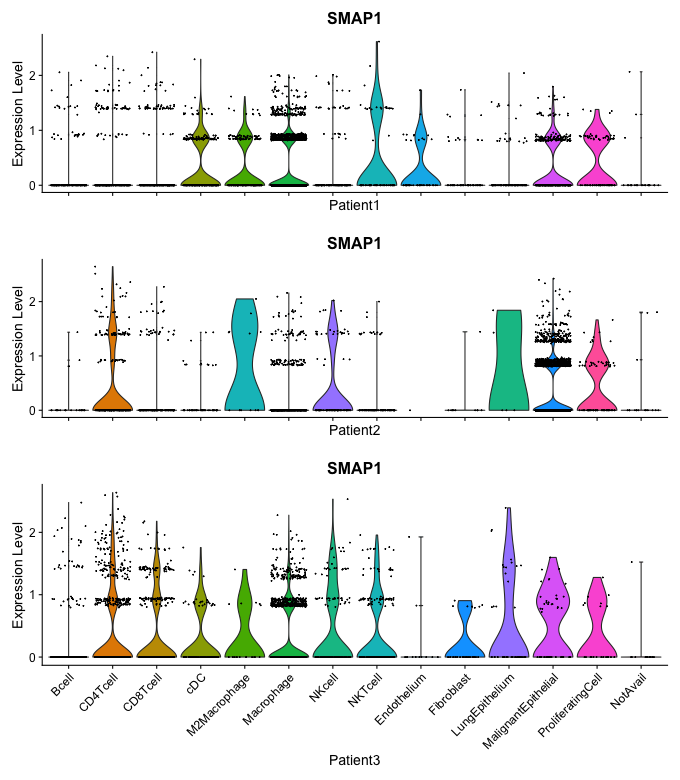 SMAP1
2
1
0
Expression Level
Patient1
SMAP1
2
1
0
Expression Level
Patient2
SMAP1
2
1
0
Expression Level
Bcell
CD4Tcell
CD8Tcell
cDC
M2Macrophage
Macrophage
NKcell
NKTcell
Endothelium
Fibroblast
LungEpithelium
MalignantEpithelial
ProliferatingCell
NotAvail
Patient3